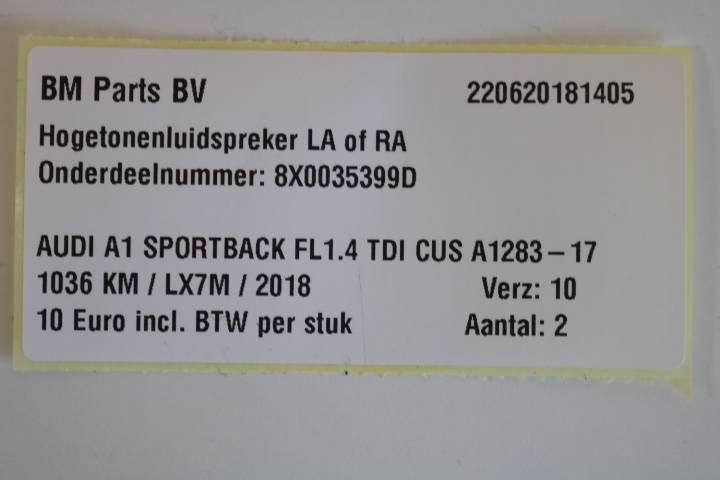 BM Parts BV 220620181405
Hogetonenluidspreker LA of RA
Onderdeelnummer: 8X0035399D
AUDI A1 SPORTBACK FL1.4 TDI CUS A1283-17
1036 KM / LX7M / 2018 Verz: 10
10 Euro incl. BTW per stuk Aantal: 2